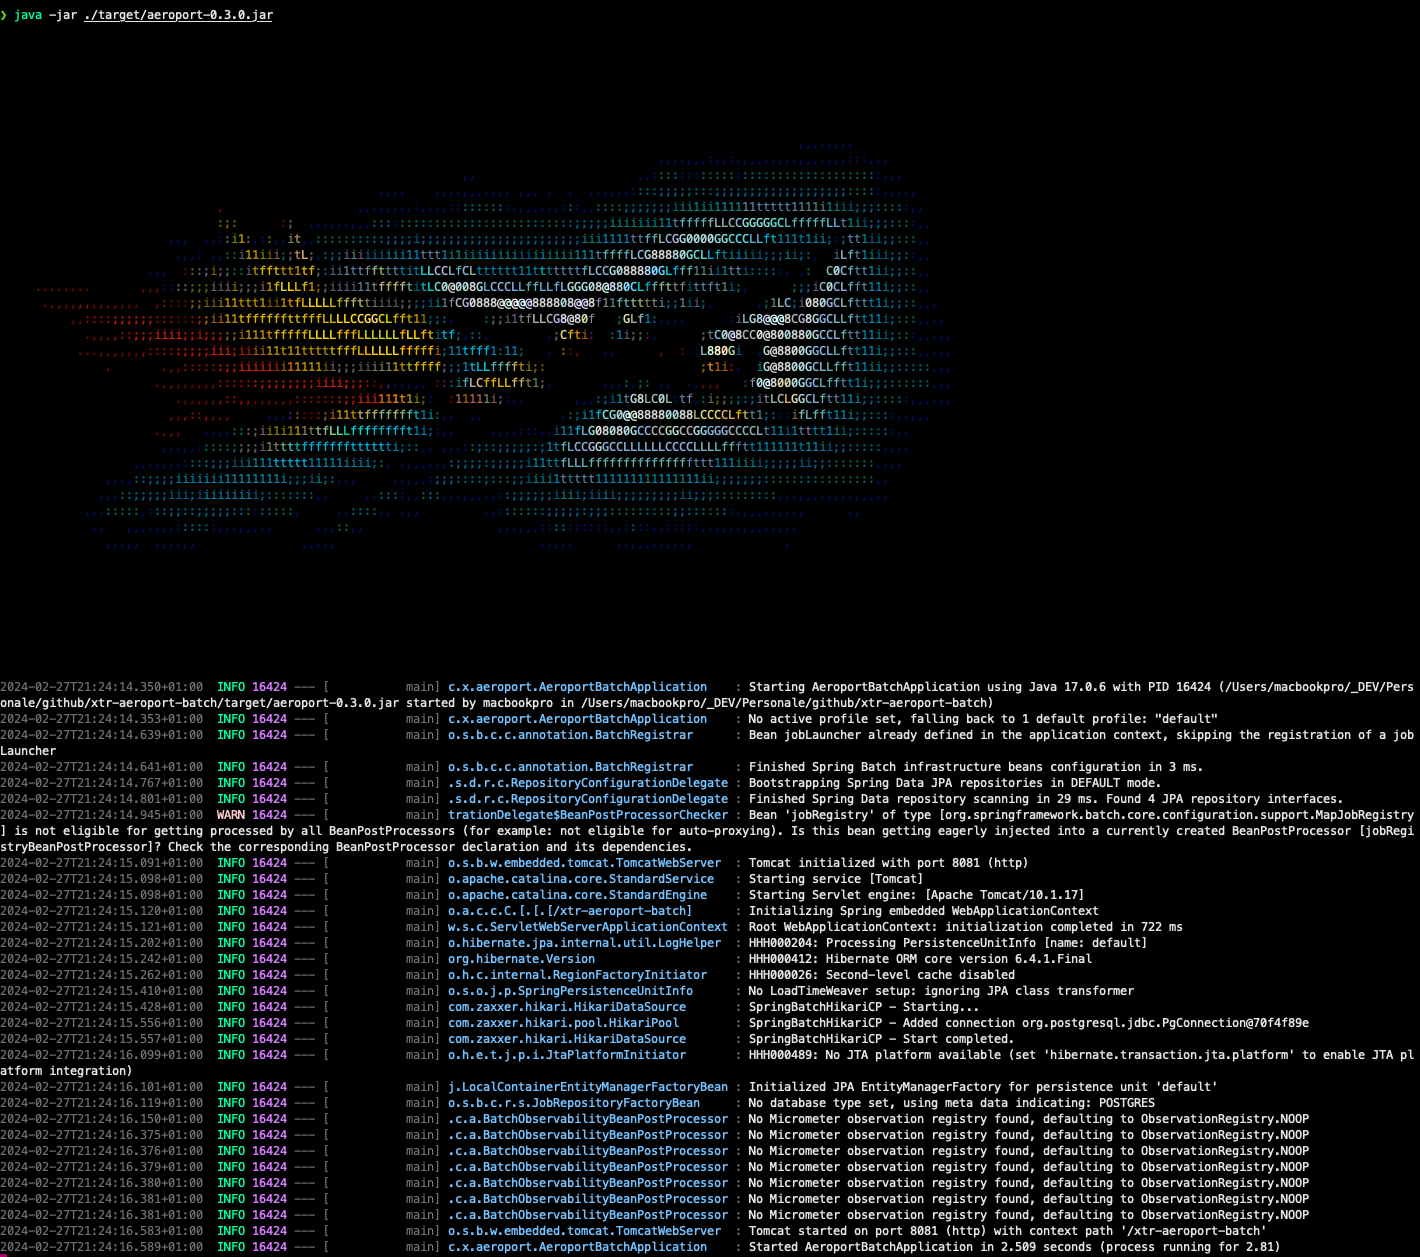 ❯ java -jar ./target/aeroport-0.3.0.jar
2024-02-27T21:24:14.350+01:00  INFO 16424 --- [           main] c.x.aeroport.AeroportBatchApplication    : Starting AeroportBatchApplication using Java 17.0.6 with PID 16424 (/Users/macbookpro/_DEV/Pers
onale/github/xtr-aeroport-batch/target/aeroport-0.3.0.jar started by macbookpro in /Users/macbookpro/_DEV/Personale/github/xtr-aeroport-batch)
2024-02-27T21:24:14.353+01:00  INFO 16424 --- [           main] c.x.aeroport.AeroportBatchApplication    : No active profile set, falling back to 1 default profile: "default"
2024-02-27T21:24:14.639+01:00  INFO 16424 --- [           main] o.s.b.c.c.annotation.BatchRegistrar      : Bean jobLauncher already defined in the application context, skipping the registration of a job
Launcher
2024-02-27T21:24:14.641+01:00  INFO 16424 --- [           main] o.s.b.c.c.annotation.BatchRegistrar      : Finished Spring Batch infrastructure beans configuration in 3 ms.
2024-02-27T21:24:14.767+01:00  INFO 16424 --- [           main] .s.d.r.c.RepositoryConfigurationDelegate : Bootstrapping Spring Data JPA repositories in DEFAULT mode.
2024-02-27T21:24:14.801+01:00  INFO 16424 --- [           main] .s.d.r.c.RepositoryConfigurationDelegate : Finished Spring Data repository scanning in 29 ms. Found 4 JPA repository interfaces.
2024-02-27T21:24:14.945+01:00  WARN 16424 --- [           main] trationDelegate$BeanPostProcessorChecker : Bean 'jobRegistry' of type [org.springframework.batch.core.configuration.support.MapJobRegistry
] is not eligible for getting processed by all BeanPostProcessors (for example: not eligible for auto-proxying). Is this bean getting eagerly injected into a currently created BeanPostProcessor [jobRegi
stryBeanPostProcessor]? Check the corresponding BeanPostProcessor declaration and its dependencies.
2024-02-27T21:24:15.091+01:00  INFO 16424 --- [           main] o.s.b.w.embedded.tomcat.TomcatWebServer  : Tomcat initialized with port 8081 (http)
2024-02-27T21:24:15.098+01:00  INFO 16424 --- [           main] o.apache.catalina.core.StandardService   : Starting service [Tomcat]
2024-02-27T21:24:15.098+01:00  INFO 16424 --- [           main] o.apache.catalina.core.StandardEngine    : Starting Servlet engine: [Apache Tomcat/10.1.17]
2024-02-27T21:24:15.120+01:00  INFO 16424 --- [           main] o.a.c.c.C.[.[.[/xtr-aeroport-batch]      : Initializing Spring embedded WebApplicationContext
2024-02-27T21:24:15.121+01:00  INFO 16424 --- [           main] w.s.c.ServletWebServerApplicationContext : Root WebApplicationContext: initialization completed in 722 ms
2024-02-27T21:24:15.202+01:00  INFO 16424 --- [           main] o.hibernate.jpa.internal.util.LogHelper  : HHH000204: Processing PersistenceUnitInfo [name: default]
2024-02-27T21:24:15.242+01:00  INFO 16424 --- [           main] org.hibernate.Version                    : HHH000412: Hibernate ORM core version 6.4.1.Final
2024-02-27T21:24:15.262+01:00  INFO 16424 --- [           main] o.h.c.internal.RegionFactoryInitiator    : HHH000026: Second-level cache disabled
2024-02-27T21:24:15.410+01:00  INFO 16424 --- [           main] o.s.o.j.p.SpringPersistenceUnitInfo      : No LoadTimeWeaver setup: ignoring JPA class transformer
2024-02-27T21:24:15.428+01:00  INFO 16424 --- [           main] com.zaxxer.hikari.HikariDataSource       : SpringBatchHikariCP - Starting...
2024-02-27T21:24:15.556+01:00  INFO 16424 --- [           main] com.zaxxer.hikari.pool.HikariPool        : SpringBatchHikariCP - Added connection org.postgresql.jdbc.PgConnection@70f4f89e
2024-02-27T21:24:15.557+01:00  INFO 16424 --- [           main] com.zaxxer.hikari.HikariDataSource       : SpringBatchHikariCP - Start completed.
2024-02-27T21:24:16.099+01:00  INFO 16424 --- [           main] o.h.e.t.j.p.i.JtaPlatformInitiator       : HHH000489: No JTA platform available (set 'hibernate.transaction.jta.platform' to enable JTA pl
atform integration)
2024-02-27T21:24:16.101+01:00  INFO 16424 --- [           main] j.LocalContainerEntityManagerFactoryBean : Initialized JPA EntityManagerFactory for persistence unit 'default'
2024-02-27T21:24:16.119+01:00  INFO 16424 --- [           main] o.s.b.c.r.s.JobRepositoryFactoryBean     : No database type set, using meta data indicating: POSTGRES
2024-02-27T21:24:16.150+01:00  INFO 16424 --- [           main] .c.a.BatchObservabilityBeanPostProcessor : No Micrometer observation registry found, defaulting to ObservationRegistry.NOOP
2024-02-27T21:24:16.375+01:00  INFO 16424 --- [           main] .c.a.BatchObservabilityBeanPostProcessor : No Micrometer observation registry found, defaulting to ObservationRegistry.NOOP
2024-02-27T21:24:16.376+01:00  INFO 16424 --- [           main] .c.a.BatchObservabilityBeanPostProcessor : No Micrometer observation registry found, defaulting to ObservationRegistry.NOOP
2024-02-27T21:24:16.379+01:00  INFO 16424 --- [           main] .c.a.BatchObservabilityBeanPostProcessor : No Micrometer observation registry found, defaulting to ObservationRegistry.NOOP
2024-02-27T21:24:16.380+01:00  INFO 16424 --- [           main] .c.a.BatchObservabilityBeanPostProcessor : No Micrometer observation registry found, defaulting to ObservationRegistry.NOOP
2024-02-27T21:24:16.381+01:00  INFO 16424 --- [           main] .c.a.BatchObservabilityBeanPostProcessor : No Micrometer observation registry found, defaulting to ObservationRegistry.NOOP
2024-02-27T21:24:16.381+01:00  INFO 16424 --- [           main] .c.a.BatchObservabilityBeanPostProcessor : No Micrometer observation registry found, defaulting to ObservationRegistry.NOOP
2024-02-27T21:24:16.583+01:00  INFO 16424 --- [           main] o.s.b.w.embedded.tomcat.TomcatWebServer  : Tomcat started on port 8081 (http) with context path '/xtr-aeroport-batch'
2024-02-27T21:24:16.589+01:00  INFO 16424 --- [           main] c.x.aeroport.AeroportBatchApplication    : Started AeroportBatchApplication in 2.509 seconds (process running for 2.81)